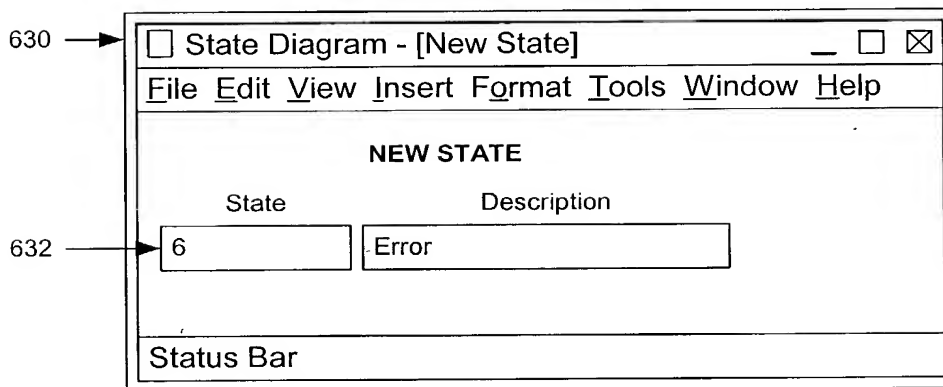 630
State Diagram - [New State]
File Edit View Insert Format Tools Window Help
NEW STATE
State Description
632
6 Error
Status Bar